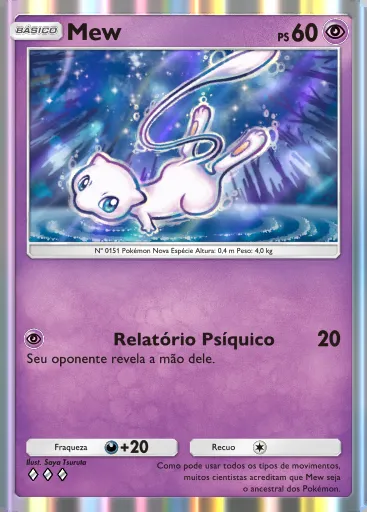 BÁSICO
Mew
PS 60
Nº 0151 Pokémon Nova Espécie Altura: 0,4 m Peso: 4,0 kg
Relatório Psíquico 20
Seu oponente revela a mão dele.
Fraqueza +20
Recuo
Ilust. Saya Tsuruta
Como pode usar todos os tipos de movimentos,
muitos cientistas acreditam que Mew seja
o ancestral dos Pokémon.